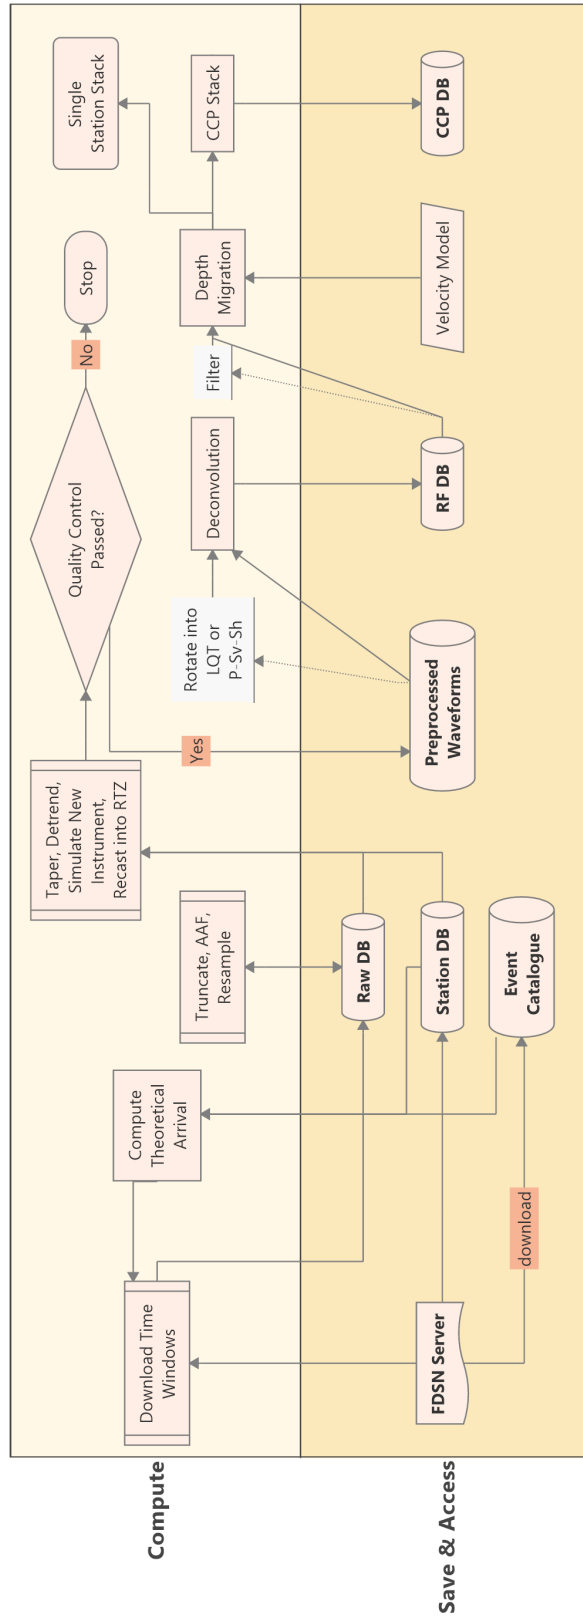 Compute
Download Time
Windows
Compute
Theoretical
Arrival
Truncate, AAF,
Resample
Taper, Detrend,
Simulate New
Instrument,
Recast into RTZ
Quality Control
Passed?
No
Stop
Yes
Rotate into
LQT or
P-Sv-Sh
Deconvolution
Filter
Depth
Migration
Single
Station Stack
CCP Stack
Save & Access
FDSN Server
download
Raw DB
Station DB
Event
Catalogue
Preprocessed
Waveforms
RF DB
Velocity Model
CCP DB